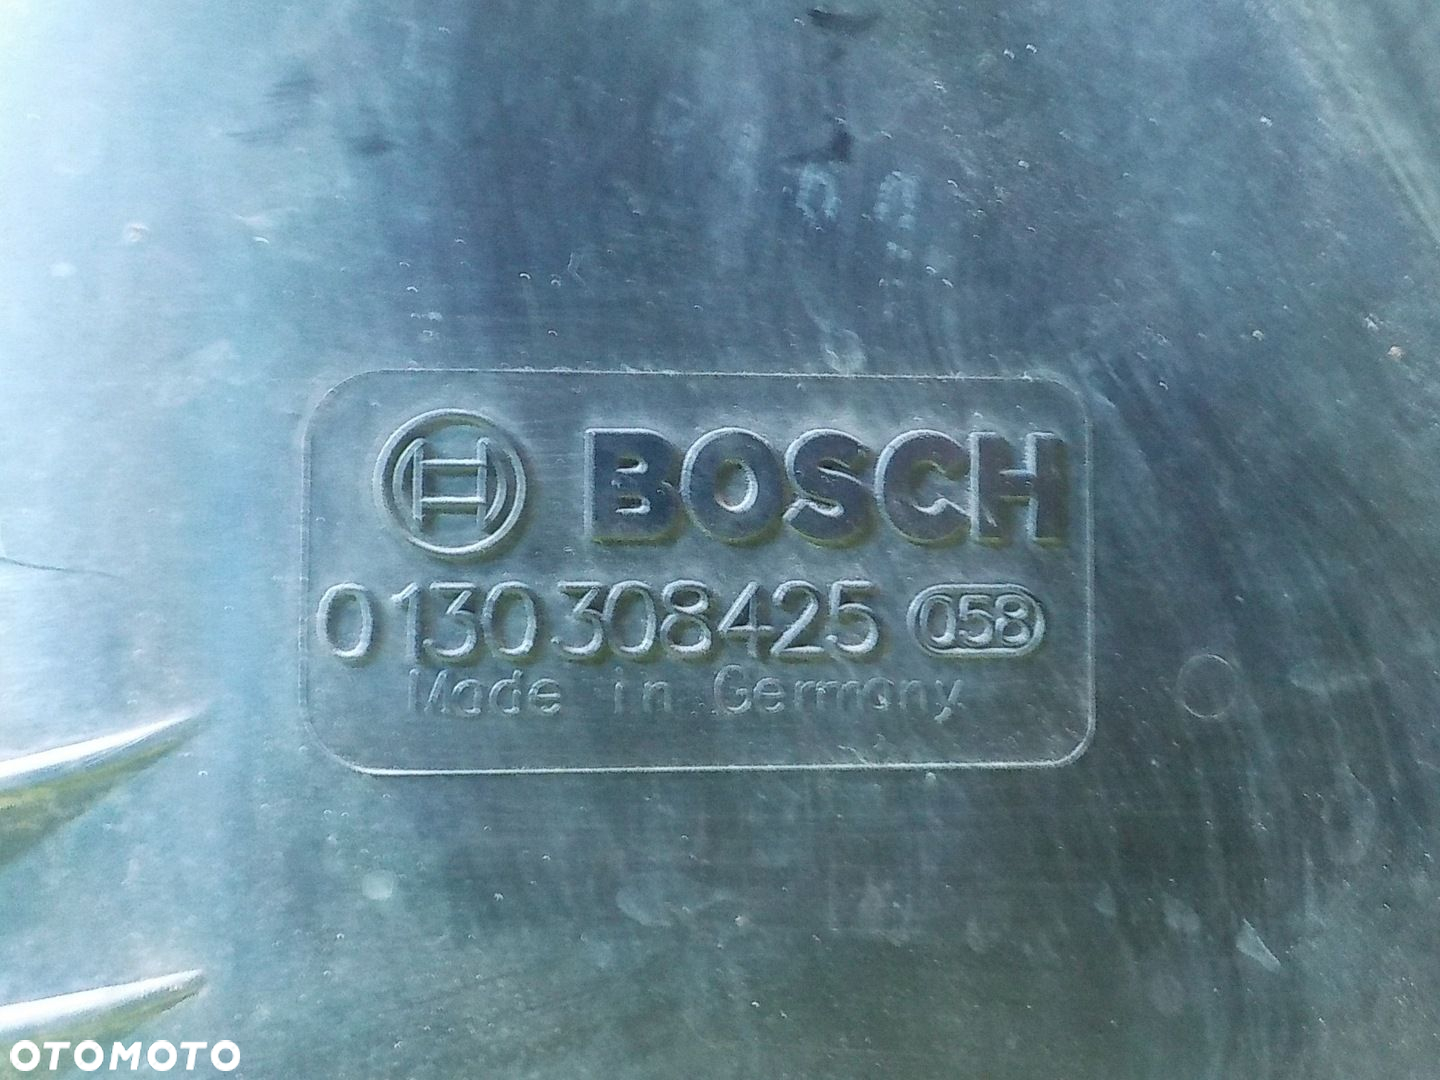 BOSCH
0 130 308 425 058
Made in Germany
OTOMOTO